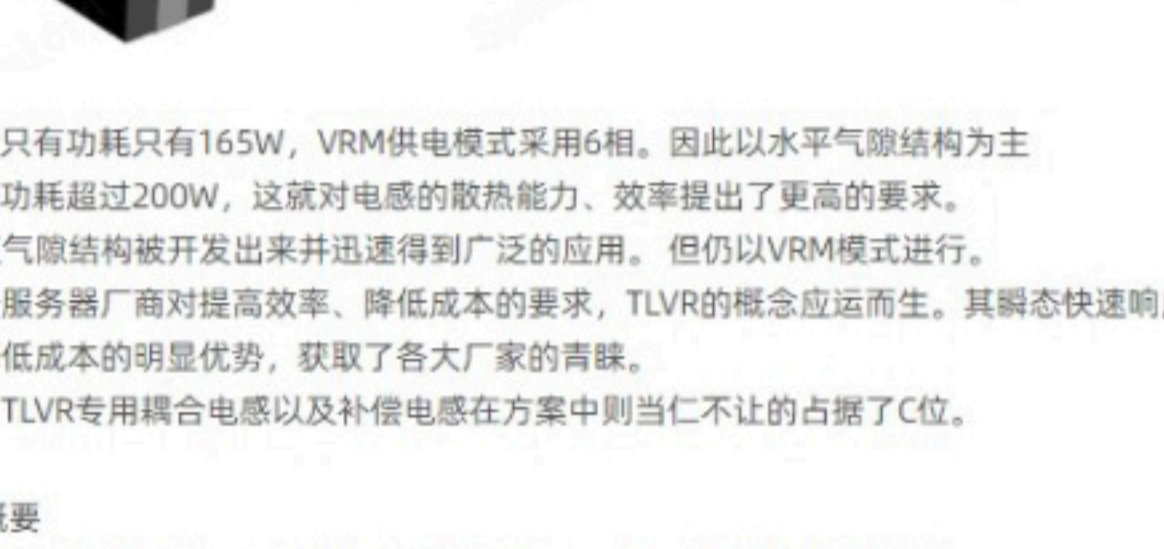 只有功耗只有165W，VRM供电模式采用6相。因此以水平气隙结构为主
功耗超过200W，这就对电感的散热能力、效率提出了更高的要求。
气隙结构被开发出来并迅速得到广泛的应用。 但仍以VRM模式进行。
服务器厂商对提高效率、降低成本的要求，TLVR的概念应运而生。其瞬态快速响
低成本的明显优势，获取了各大厂家的青睐。
TLVR专用耦合电感以及补偿电感在方案中则当仁不让的占据了C位。
概要